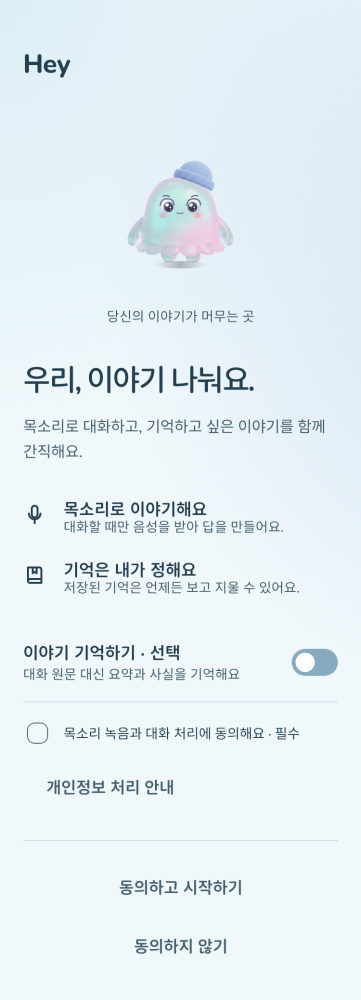 Hey
당신의 이야기가 머무는 곳
우리, 이야기 나눠요.
목소리로 대화하고, 기억하고 싶은 이야기를 함께
간직해요.
목소리로 이야기해요
대화할 때만 음성을 받아 답을 만들어요.
기억은 내가 정해요
저장된 기억은 언제든 보고 지울 수 있어요.
이야기 기억하기 · 선택
대화 원문 대신 요약과 사실을 기억해요
목소리 녹음과 대화 처리에 동의해요 · 필수
개인정보 처리 안내
동의하고 시작하기
동의하지 않기